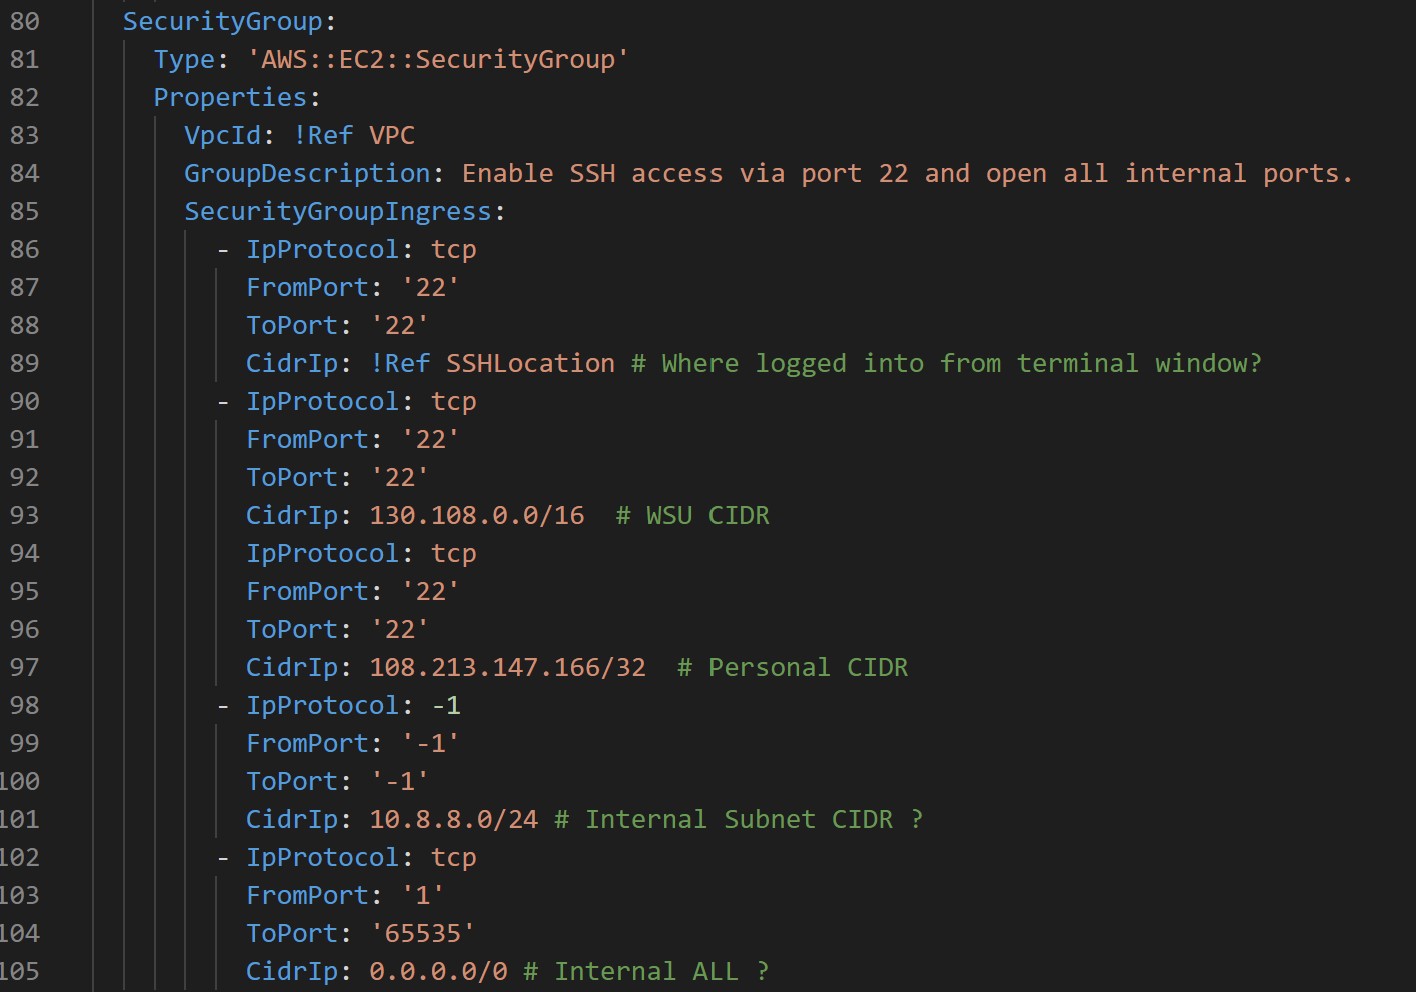 80 SecurityGroup:
81 Type: 'AWS::EC2::SecurityGroup'
82 Properties:
83 VpcId: !Ref VPC
84 GroupDescription: Enable SSH access via port 22 and open all internal ports.
85 SecurityGroupIngress:
86 - IpProtocol: tcp
87 FromPort: '22'
88 ToPort: '22'
89 CidrIp: !Ref SSHLocation # Where logged into from terminal window?
90 - IpProtocol: tcp
91 FromPort: '22'
92 ToPort: '22'
93 CidrIp: 130.108.0.0/16  # WSU CIDR
94 IpProtocol: tcp
95 FromPort: '22'
96 ToPort: '22'
97 CidrIp: 108.213.147.166/32  # Personal CIDR
98 - IpProtocol: -1
99 FromPort: '-1'
100 ToPort: '-1'
101 CidrIp: 10.8.8.0/24 # Internal Subnet CIDR ?
102 - IpProtocol: tcp
103 FromPort: '1'
104 ToPort: '65535'
105 CidrIp: 0.0.0.0/0 # Internal ALL ?